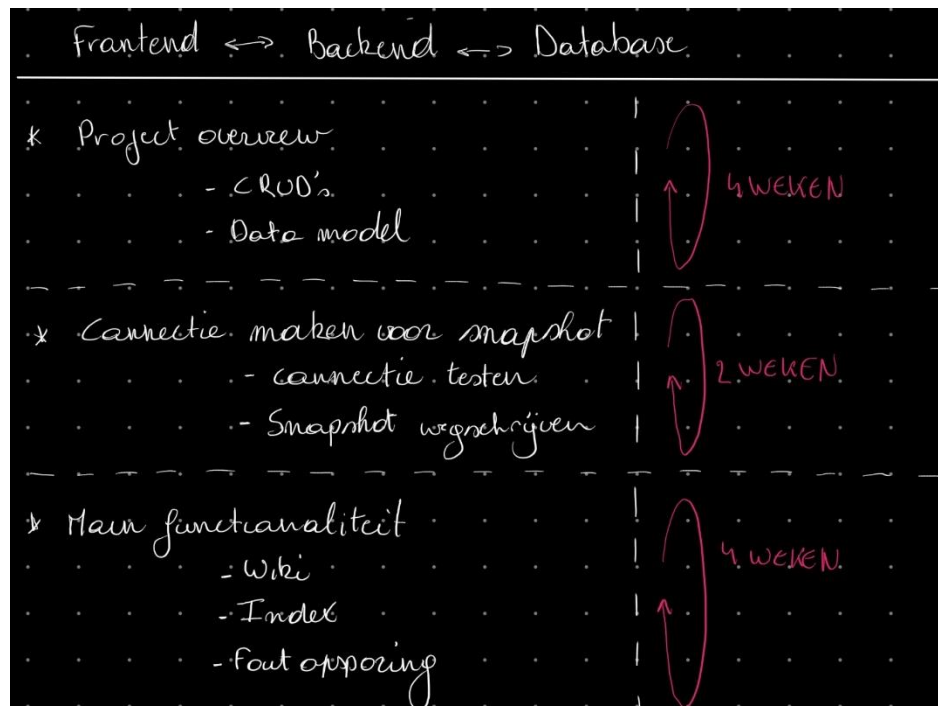 Frontend <-> Backend <-> Database
* Project overview
- CRUD's
- Data model
4 WEKEN
* Connectie maken voor snapshot
- connectie testen
- Snapshot wegschrijven
2 WEKEN
* Main functionaliteit
- Wiki
- Index
- Fout opsporing
4 WEKEN